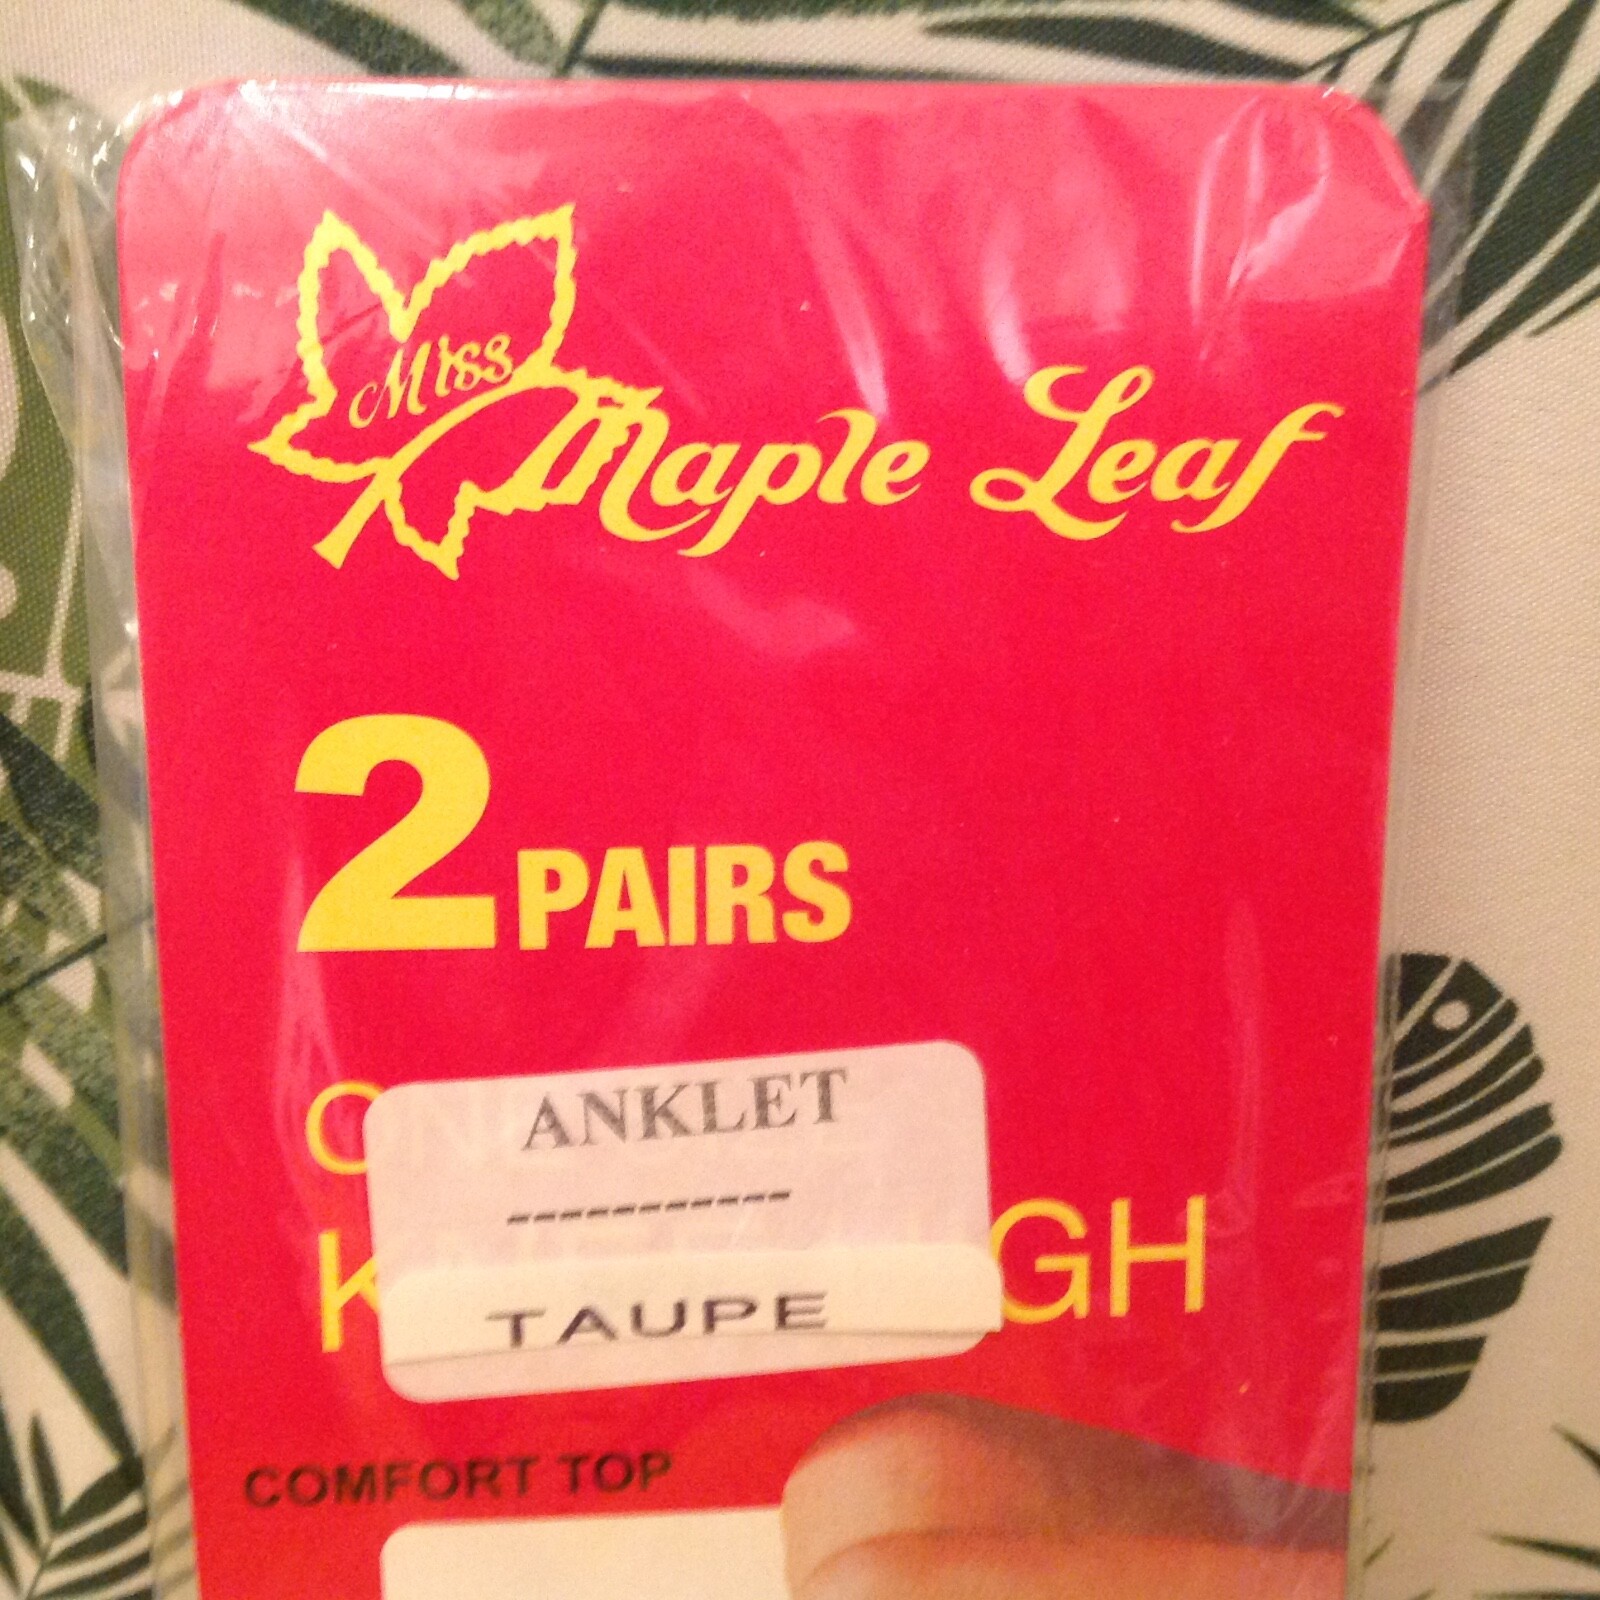 Miss
Maple Leaf
2 PAIRS
ANKLET
-----------
TAUPE
COMFORT TOP